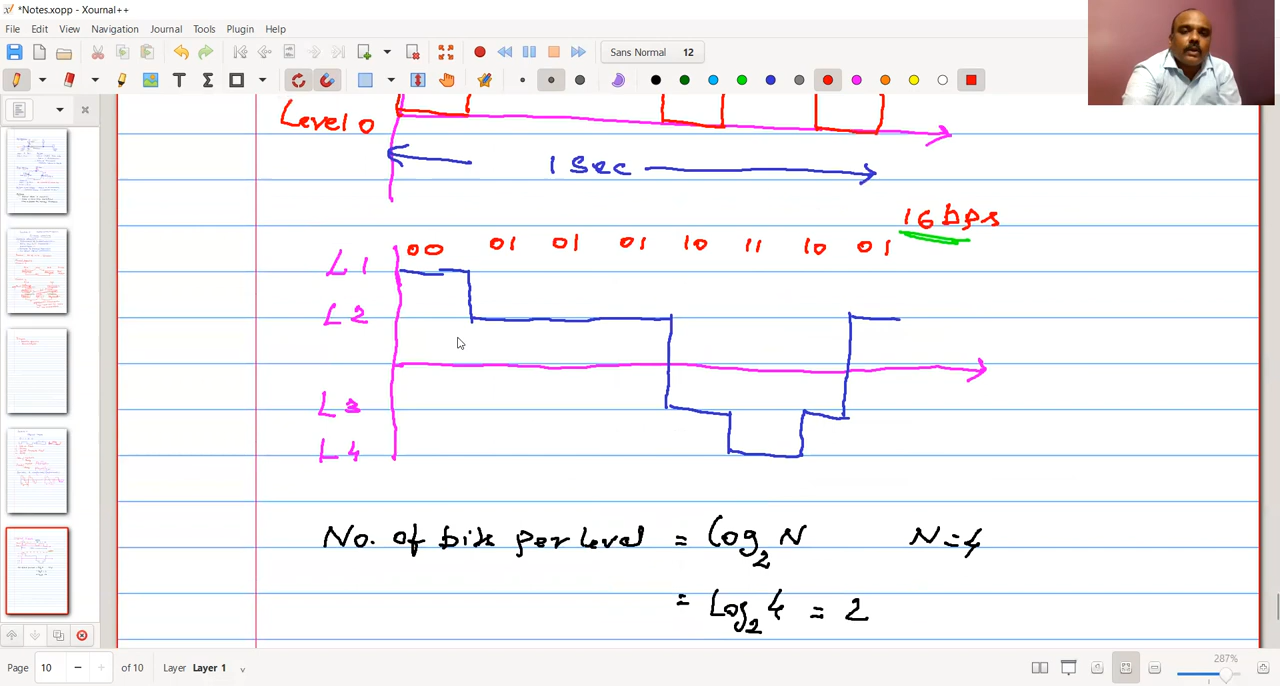 *Notes.xopp - Xournal++
File Edit View Navigation Journal Tools Plugin Help
Sans Normal 12
Level 0
1 Sec
16 bps
00 01 01 01 10 11 10 01
L1
L2
L3
L4
No. of bits per level = Log2 N N=4
= Log2 4 = 2
Page 10 of 10 Layer Layer 1
287%